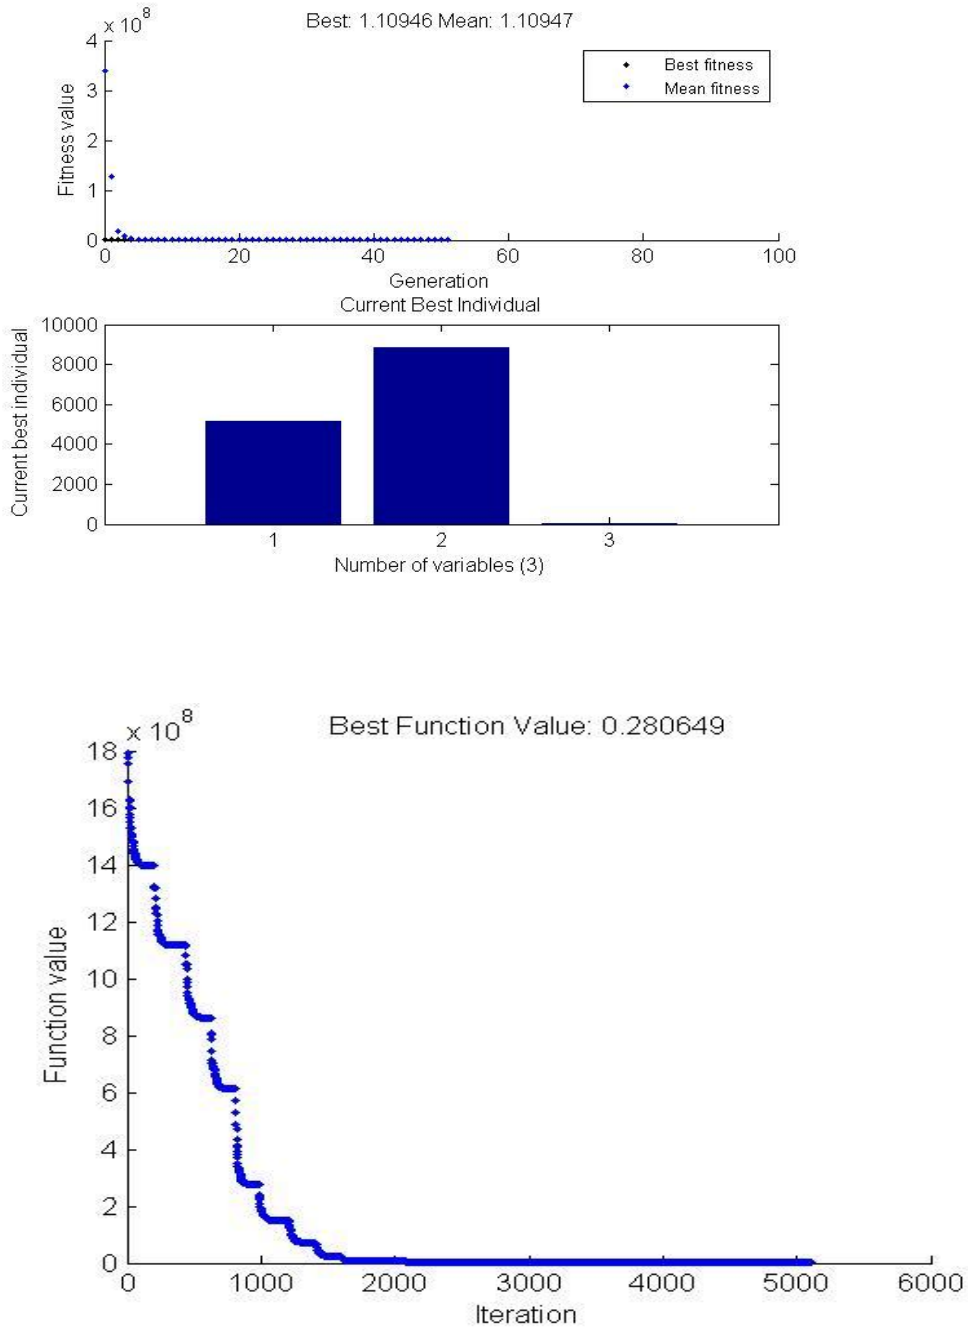 Best: 1.10946 Mean: 1.10947
× 10^8
4
3
2
1
0
Fitness value
Best fitness
Mean fitness
0 20 40 60 80 100
Generation
Current Best Individual
10000
8000
6000
4000
2000
0
Current best individual
1 2 3
Number of variables (3)
Best Function Value: 0.280649
× 10^8
18
16
14
12
10
8
6
4
2
0
Function value
0 1000 2000 3000 4000 5000 6000
Iteration